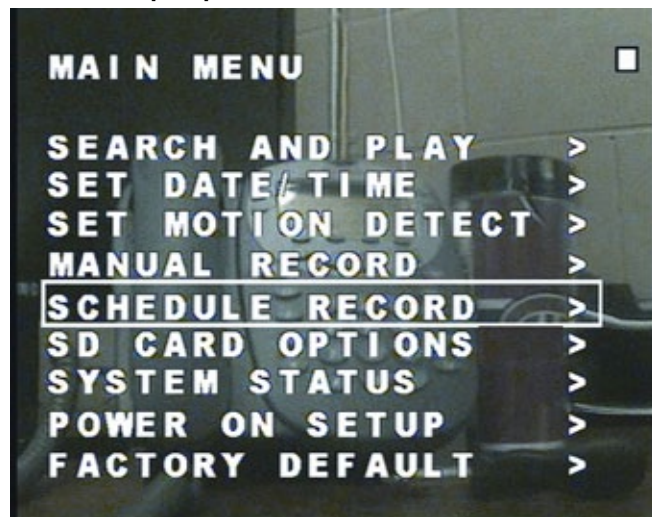 MAIN MENU
SEARCH AND PLAY >
SET DATE/TIME >
SET MOTION DETECT >
MANUAL RECORD >
SCHEDULE RECORD >
SD CARD OPTIONS >
SYSTEM STATUS >
POWER ON SETUP >
FACTORY DEFAULT >